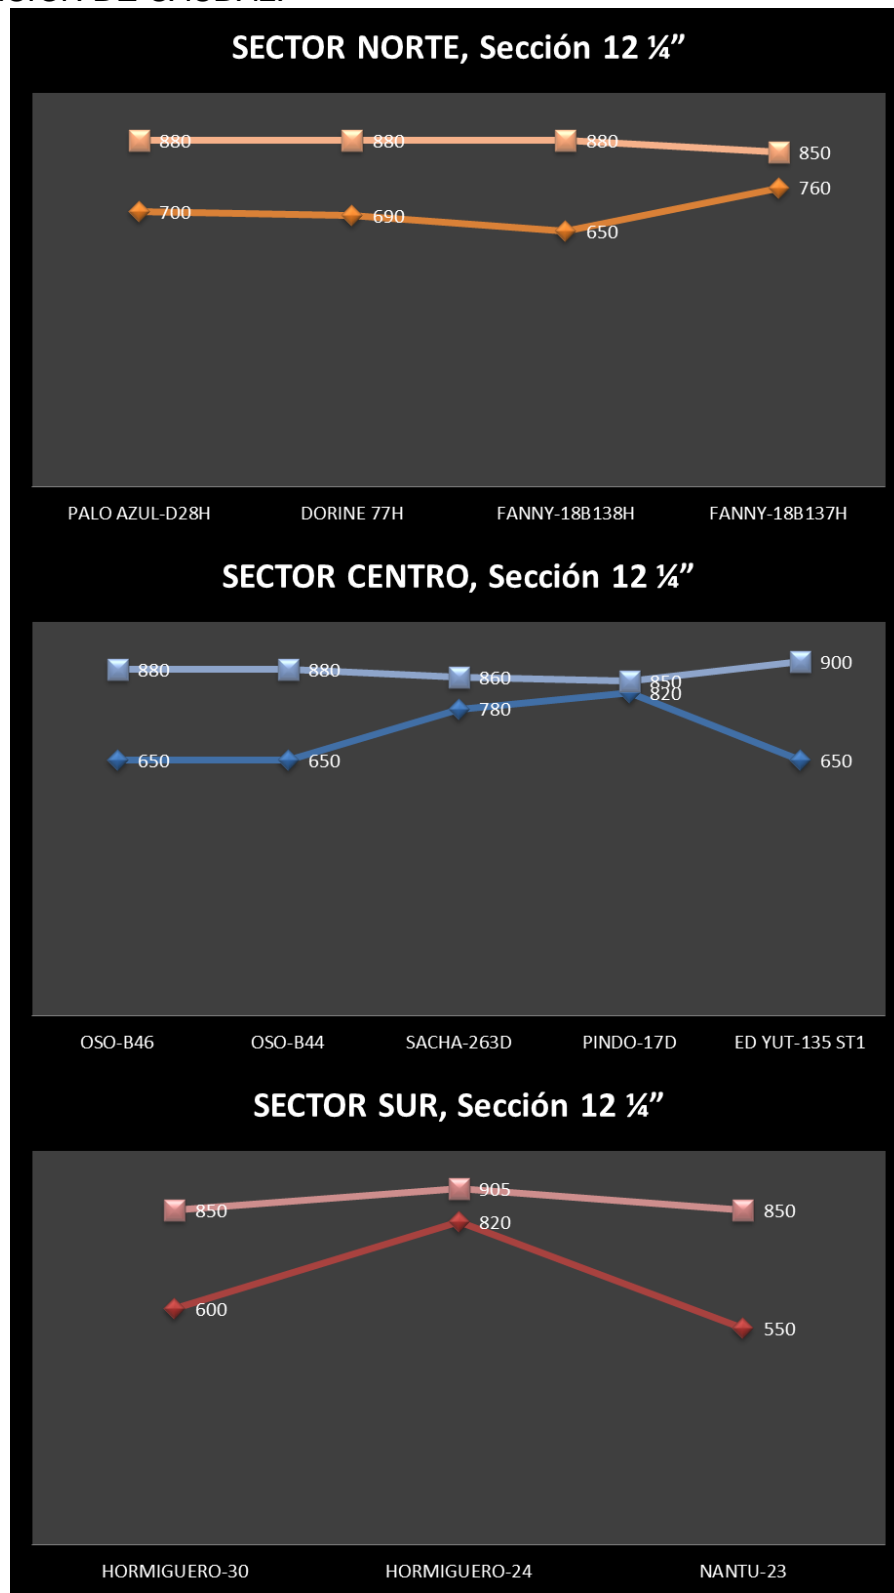 DE CAUDAL.
SECTOR NORTE, Sección 12 ¼”
880 880 880 850
700 690 650 760
PALO AZUL-D28H DORINE 77H FANNY-18B138H FANNY-18B137H
SECTOR CENTRO, Sección 12 ¼”
880 880 860 850 900
650 650 780 820 650
OSO-B46 OSO-B44 SACHA-263D PINDO-17D ED YUT-135 ST1
SECTOR SUR, Sección 12 ¼”
850 905 850
600 820 550
HORMIGUERO-30 HORMIGUERO-24 NANTU-23